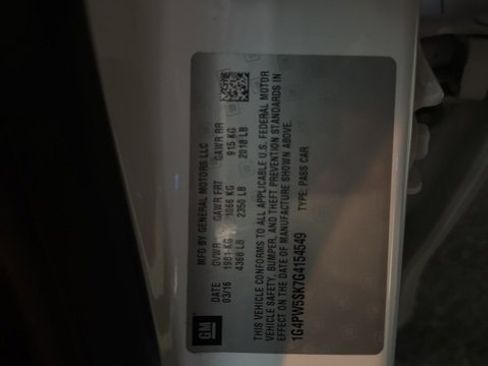 GM
MFD BY GENERAL MOTORS LLC
DATE GVWR GAWR FRT GAWR RR
03/16 1981 KG 1066 KG 915 KG
4368 LB 2350 LB 2018 LB
THIS VEHICLE CONFORMS TO ALL APPLICABLE U.S. FEDERAL MOTOR
VEHICLE SAFETY, BUMPER, AND THEFT PREVENTION STANDARDS IN
EFFECT ON THE DATE OF MANUFACTURE SHOWN ABOVE.
1G4PW5SK7G4154549 TYPE: PASS CAR